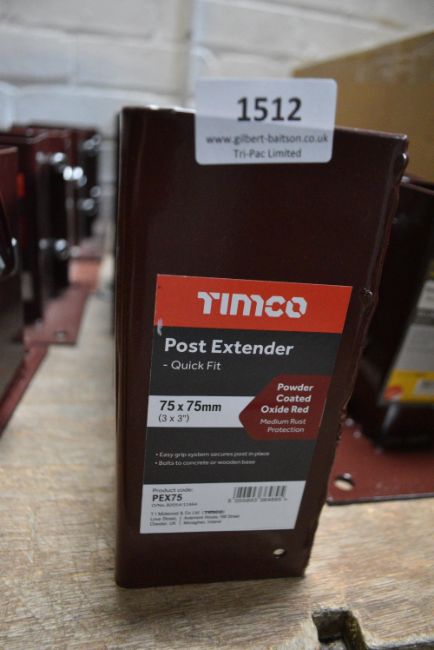 1512
www.gilbert-baitson.co.uk
Tri-Pac Limited
TIMCO
Post Extender
- Quick Fit
75 x 75mm
(3 x 3")
Powder
Coated
Oxide Red
Medium Rust
Protection
• Easy grip system secures post in place
• Bolts to concrete or wooden base
Product code:
PEX75